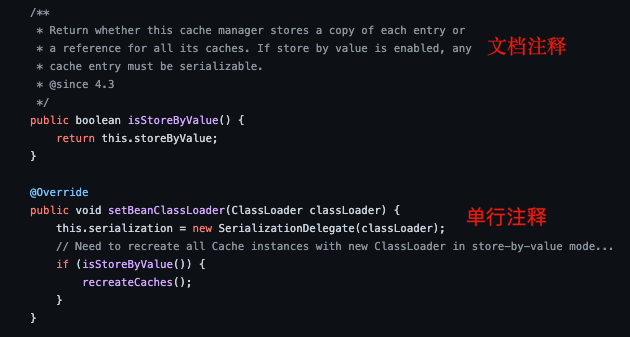 /**
 * Return whether this cache manager stores a copy of each entry or
 * a reference for all its caches. If store by value is enabled, any 文档注释
 * cache entry must be serializable.
 * @since 4.3
 */
public boolean isStoreByValue() {
    return this.storeByValue;
}

@Override
public void setBeanClassLoader(ClassLoader classLoader) { 单行注释
    this.serialization = new SerializationDelegate(classLoader);
    // Need to recreate all Cache instances with new ClassLoader in store-by-value mode...
    if (isStoreByValue()) {
        recreateCaches();
    }
}